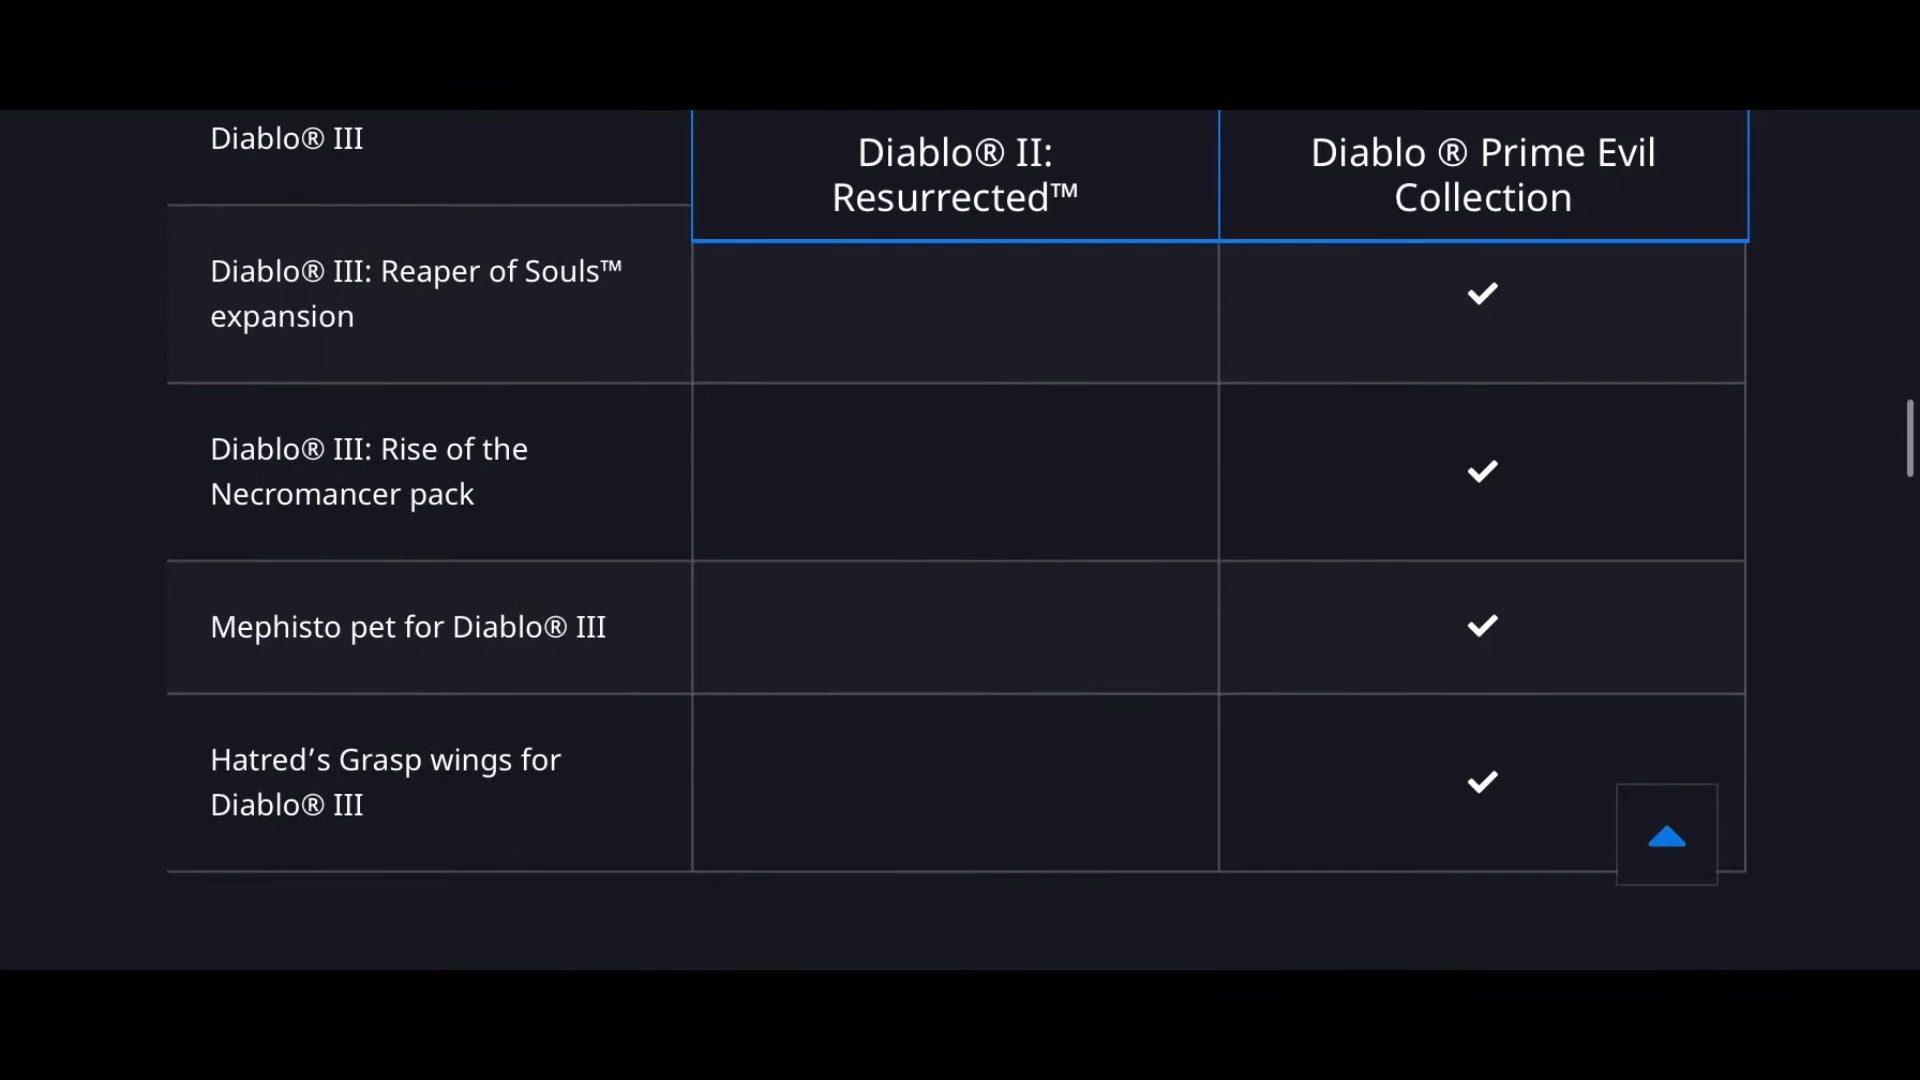 Diablo® III
Diablo® II:
Resurrected™
Diablo ® Prime Evil
Collection
Diablo® III: Reaper of Souls™
expansion
Diablo® III: Rise of the
Necromancer pack
Mephisto pet for Diablo® III
Hatred’s Grasp wings for
Diablo® III